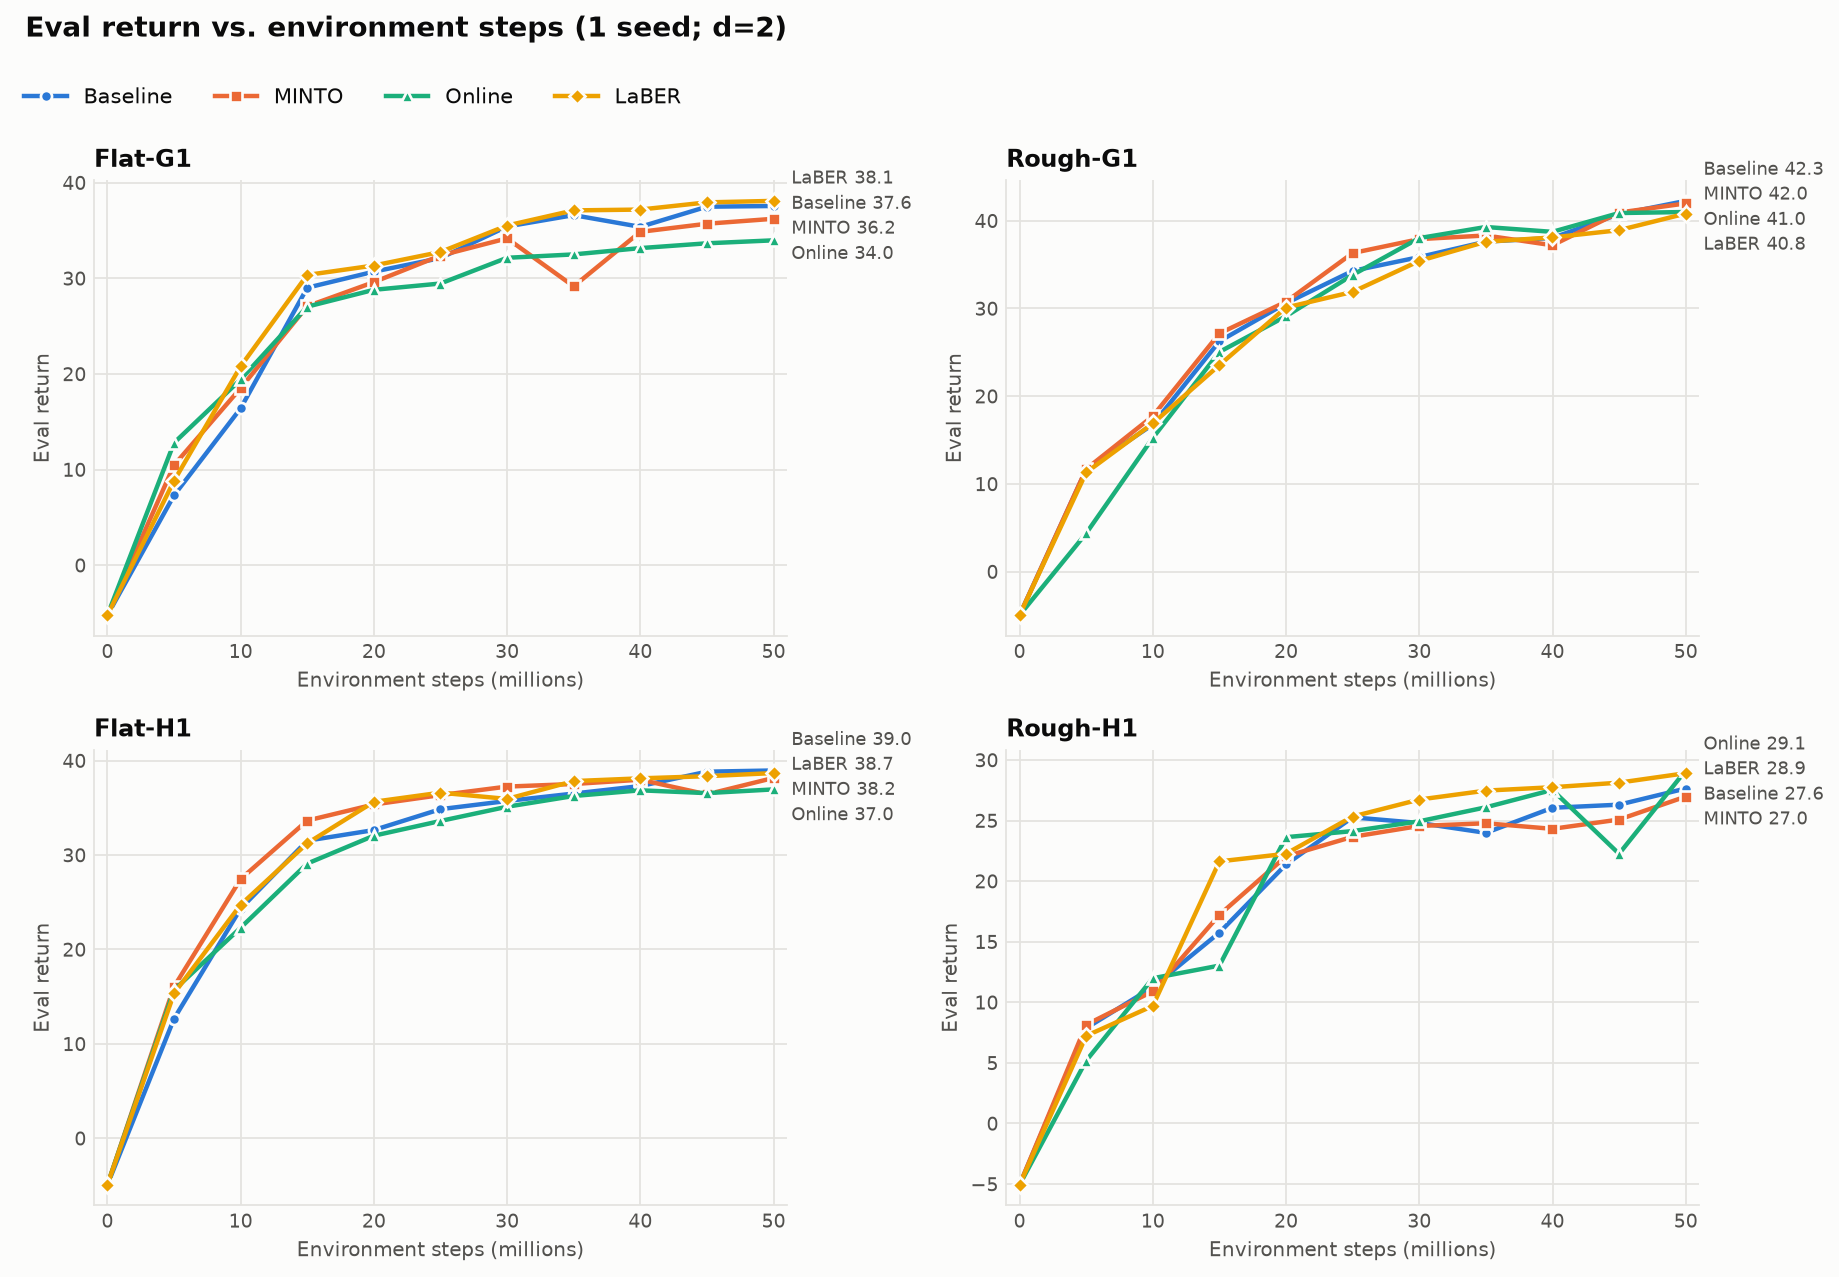 Eval return vs. environment steps (1 seed; d=2)
Baseline MINTO Online LaBER
Flat-G1
40
30
20
10
0
Eval return
0 10 20 30 40 50
Environment steps (millions)
LaBER 38.1
Baseline 37.6
MINTO 36.2
Online 34.0
Rough-G1
40
30
20
10
0
Eval return
0 10 20 30 40 50
Environment steps (millions)
Baseline 42.3
MINTO 42.0
Online 41.0
LaBER 40.8
Flat-H1
40
30
20
10
0
Eval return
0 10 20 30 40 50
Environment steps (millions)
Baseline 39.0
LaBER 38.7
MINTO 38.2
Online 37.0
Rough-H1
30
25
20
15
10
5
0
−5
Eval return
0 10 20 30 40 50
Environment steps (millions)
Online 29.1
LaBER 28.9
Baseline 27.6
MINTO 27.0